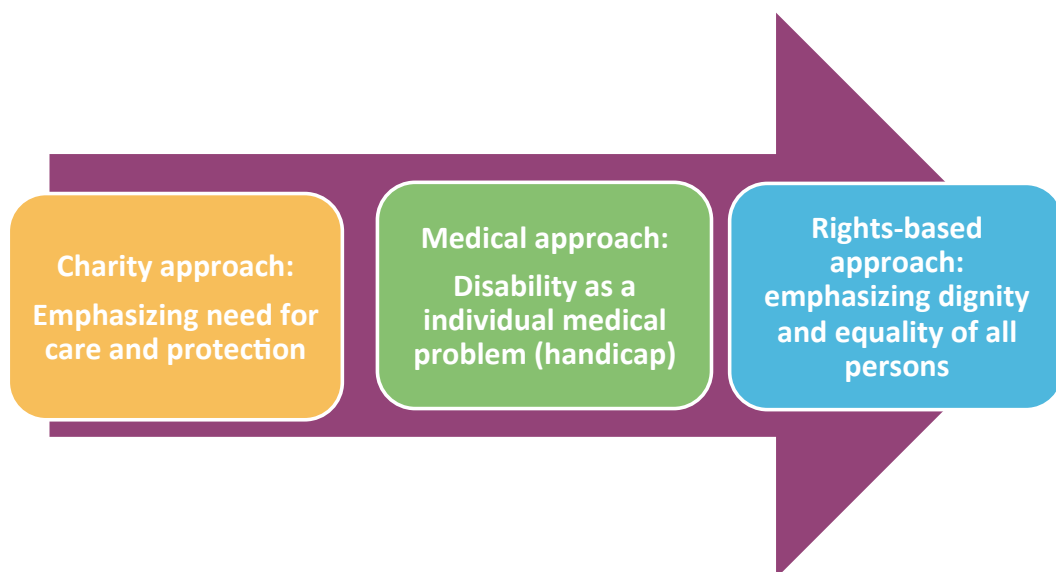 Charity approach:
Emphasizing need for
care and protection
Medical approach:
Disability as a
individual medical
problem (handicap)
Rights-based
approach:
emphasizing dignity
and equality of all
persons